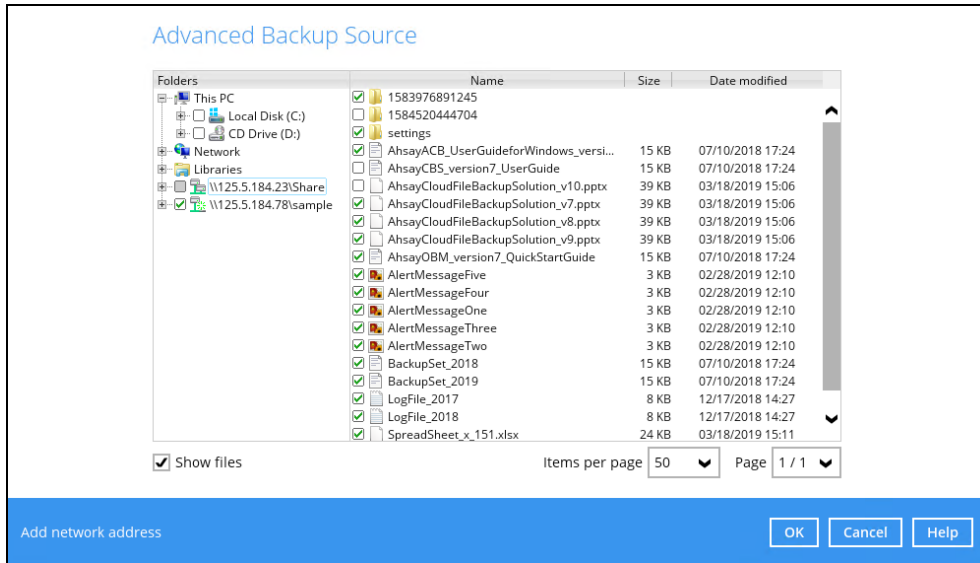 Advanced Backup Source
Folders Name Size Date modified
This PC
Local Disk (C:)
CD Drive (D:)
Network
Libraries
\\125.5.184.23\Share
\\125.5.184.78\sample
1583976891245
1584520444704
settings
AhsayACB_UserGuideforWindows_versi... 15 KB 07/10/2018 17:24
AhsayCBS_version7_UserGuide 15 KB 07/10/2018 17:24
AhsayCloudFileBackupSolution_v10.pptx 39 KB 03/18/2019 15:06
AhsayCloudFileBackupSolution_v7.pptx 39 KB 03/18/2019 15:06
AhsayCloudFileBackupSolution_v8.pptx 39 KB 03/18/2019 15:06
AhsayCloudFileBackupSolution_v9.pptx 39 KB 03/18/2019 15:06
AhsayOBM_version7_QuickStartGuide 15 KB 07/10/2018 17:24
AlertMessageFive 3 KB 02/28/2019 12:10
AlertMessageFour 3 KB 02/28/2019 12:10
AlertMessageOne 3 KB 02/28/2019 12:10
AlertMessageThree 3 KB 02/28/2019 12:10
AlertMessageTwo 3 KB 02/28/2019 12:10
BackupSet_2018 15 KB 07/10/2018 17:24
BackupSet_2019 15 KB 07/10/2018 17:24
LogFile_2017 8 KB 12/17/2018 14:27
LogFile_2018 8 KB 12/17/2018 14:27
SpreadSheet_x_151.xlsx 24 KB 03/18/2019 15:11
Show files Items per page 50 Page 1 / 1
Add network address OK Cancel Help